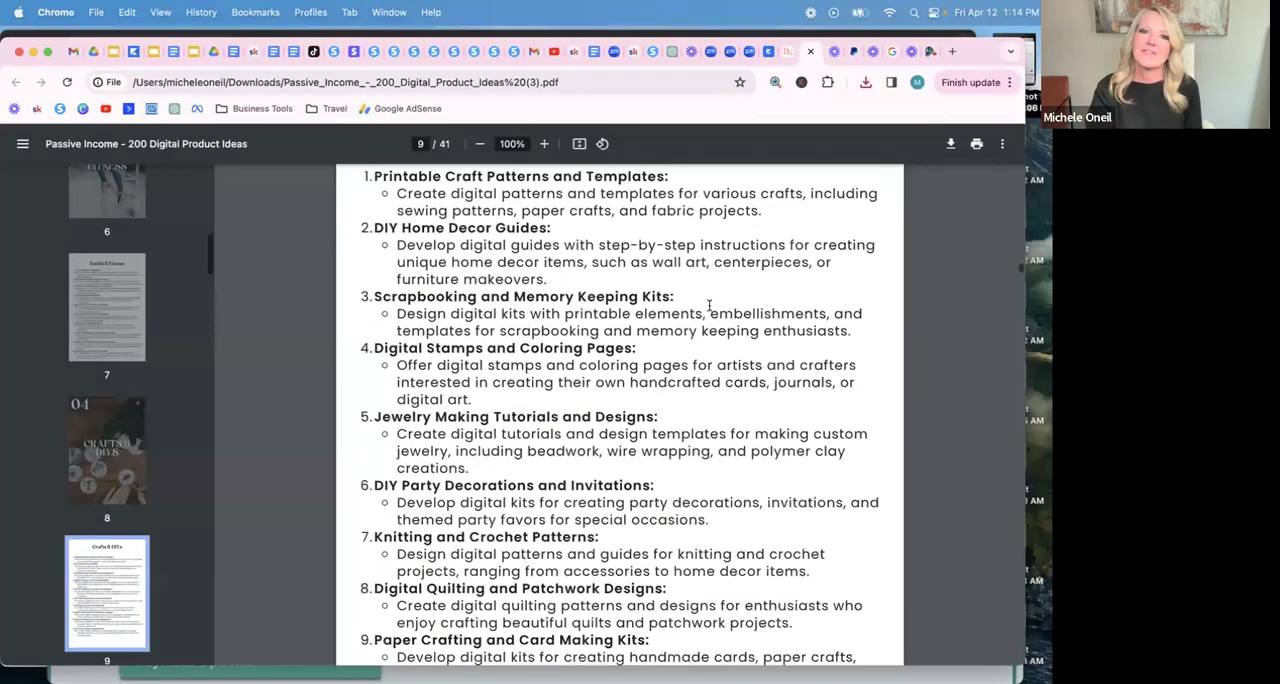 Chrome File Edit View History Bookmarks Profiles Tab Window Help Fri Apr 12 1:14 PM
File /Users/micheleoneil/Downloads/Passive_Income_-_200_Digital_Product_Ideas%20(3).pdf M Finish update
Business Tools Travel Google AdSense
Michele Oneil
Passive Income - 200 Digital Product Ideas 9 / 41 100%
FITNESS
6
Health & Fitness
7
04
CRAFTS &
DIYS
8
Crafts & DIYs
9
1. Printable Craft Patterns and Templates:
Create digital patterns and templates for various crafts, including
sewing patterns, paper crafts, and fabric projects.
2. DIY Home Decor Guides:
Develop digital guides with step-by-step instructions for creating
unique home decor items, such as wall art, centerpieces, or
furniture makeovers.
3. Scrapbooking and Memory Keeping Kits:
Design digital kits with printable elements, embellishments, and
templates for scrapbooking and memory keeping enthusiasts.
4. Digital Stamps and Coloring Pages:
Offer digital stamps and coloring pages for artists and crafters
interested in creating their own handcrafted cards, journals, or
digital art.
5. Jewelry Making Tutorials and Designs:
Create digital tutorials and design templates for making custom
jewelry, including beadwork, wire wrapping, and polymer clay
creations.
6. DIY Party Decorations and Invitations:
Develop digital kits for creating party decorations, invitations, and
themed party favors for special occasions.
7. Knitting and Crochet Patterns:
Design digital patterns and guides for knitting and crochet
projects, ranging from accessories to home decor items.
8. Digital Quilting and Patchwork Designs:
Create digital quilting patterns and designs for enthusiasts who
enjoy crafting beautiful quilts and patchwork projects.
9. Paper Crafting and Card Making Kits:
Develop digital kits for creating handmade cards, paper crafts,